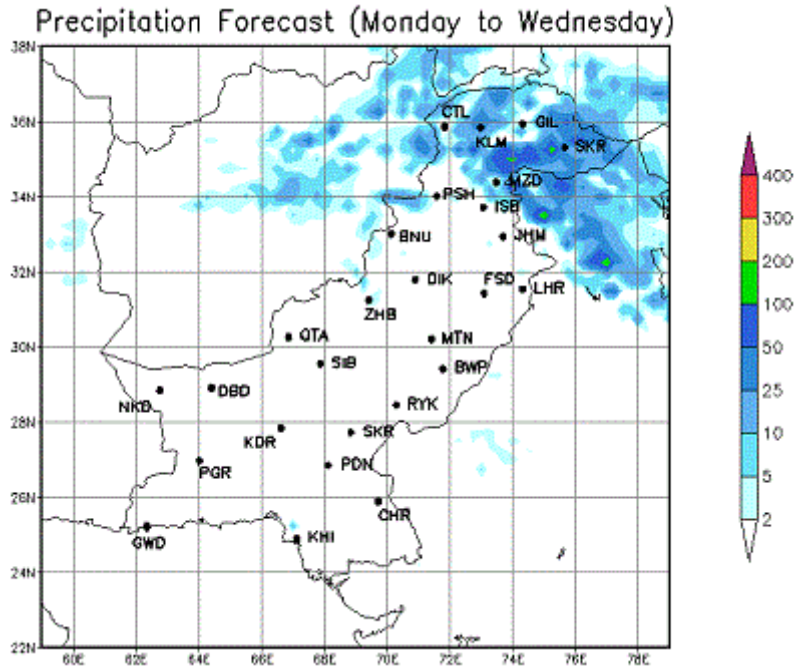 Precipitation Forecast (Monday to Wednesday)
38N
36N
34N
32N
30N
28N
26N
24N
22N
60E 62E 64E 66E 68E 70E 72E 74E 76E 78E
CTL
GIL
KLM
SKR
MZD
PSH
ISB
BNU
JHM
DIK
FSD
LHR
ZHB
QTA
MTN
SIB
BWP
NKD
DBD
RYK
KDR
SKR
PGR
PDN
CHR
GWD
KHI
400
300
200
100
50
25
10
5
2